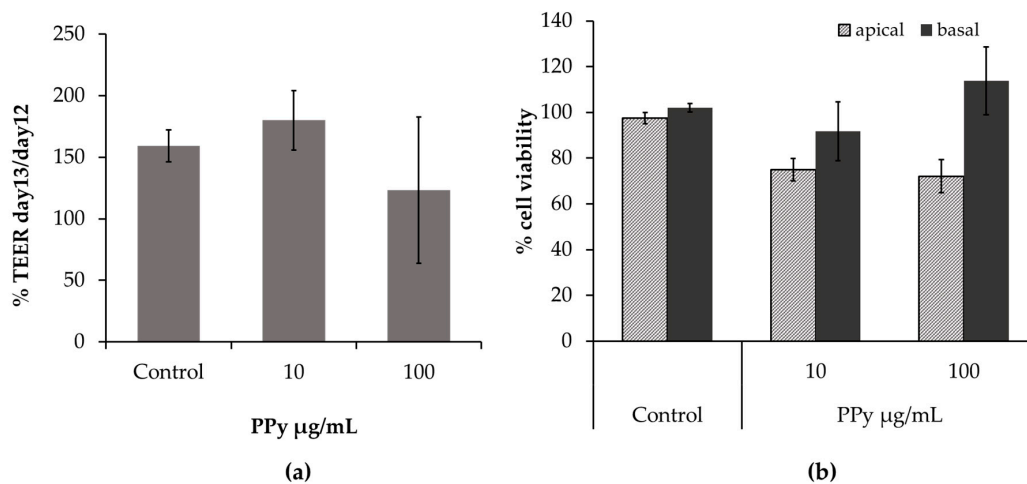 % TEER day13/day12
250
200
150
100
50
0
Control 10 100
PPy µg/mL
(a)
apical basal
% cell viability
140
120
100
80
60
40
20
0
10 100
Control PPy µg/mL
(b)